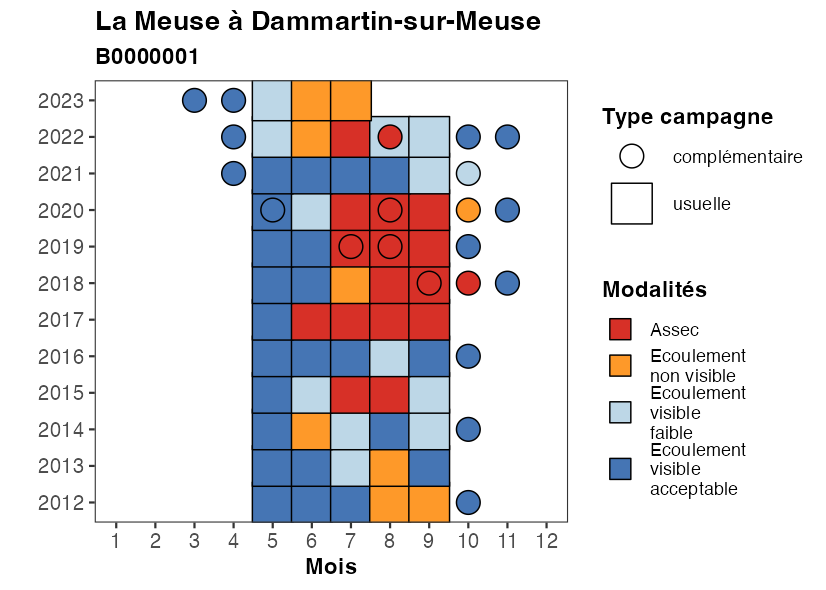 La Meuse à Dammartin-sur-Meuse
B0000001
2023
2022
2021
2020
2019
2018
2017
2016
2015
2014
2013
2012
1 2 3 4 5 6 7 8 9 10 11 12
Mois
Type campagne
complémentaire
usuelle
Modalités
Assec
Ecoulement
non visible
Ecoulement
visible
faible
Ecoulement
visible
acceptable